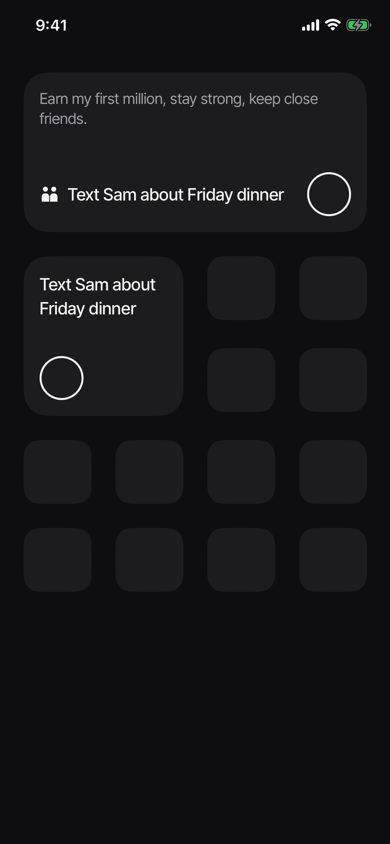 9:41
Earn my first million, stay strong, keep close
friends.
Text Sam about Friday dinner
Text Sam about
Friday dinner